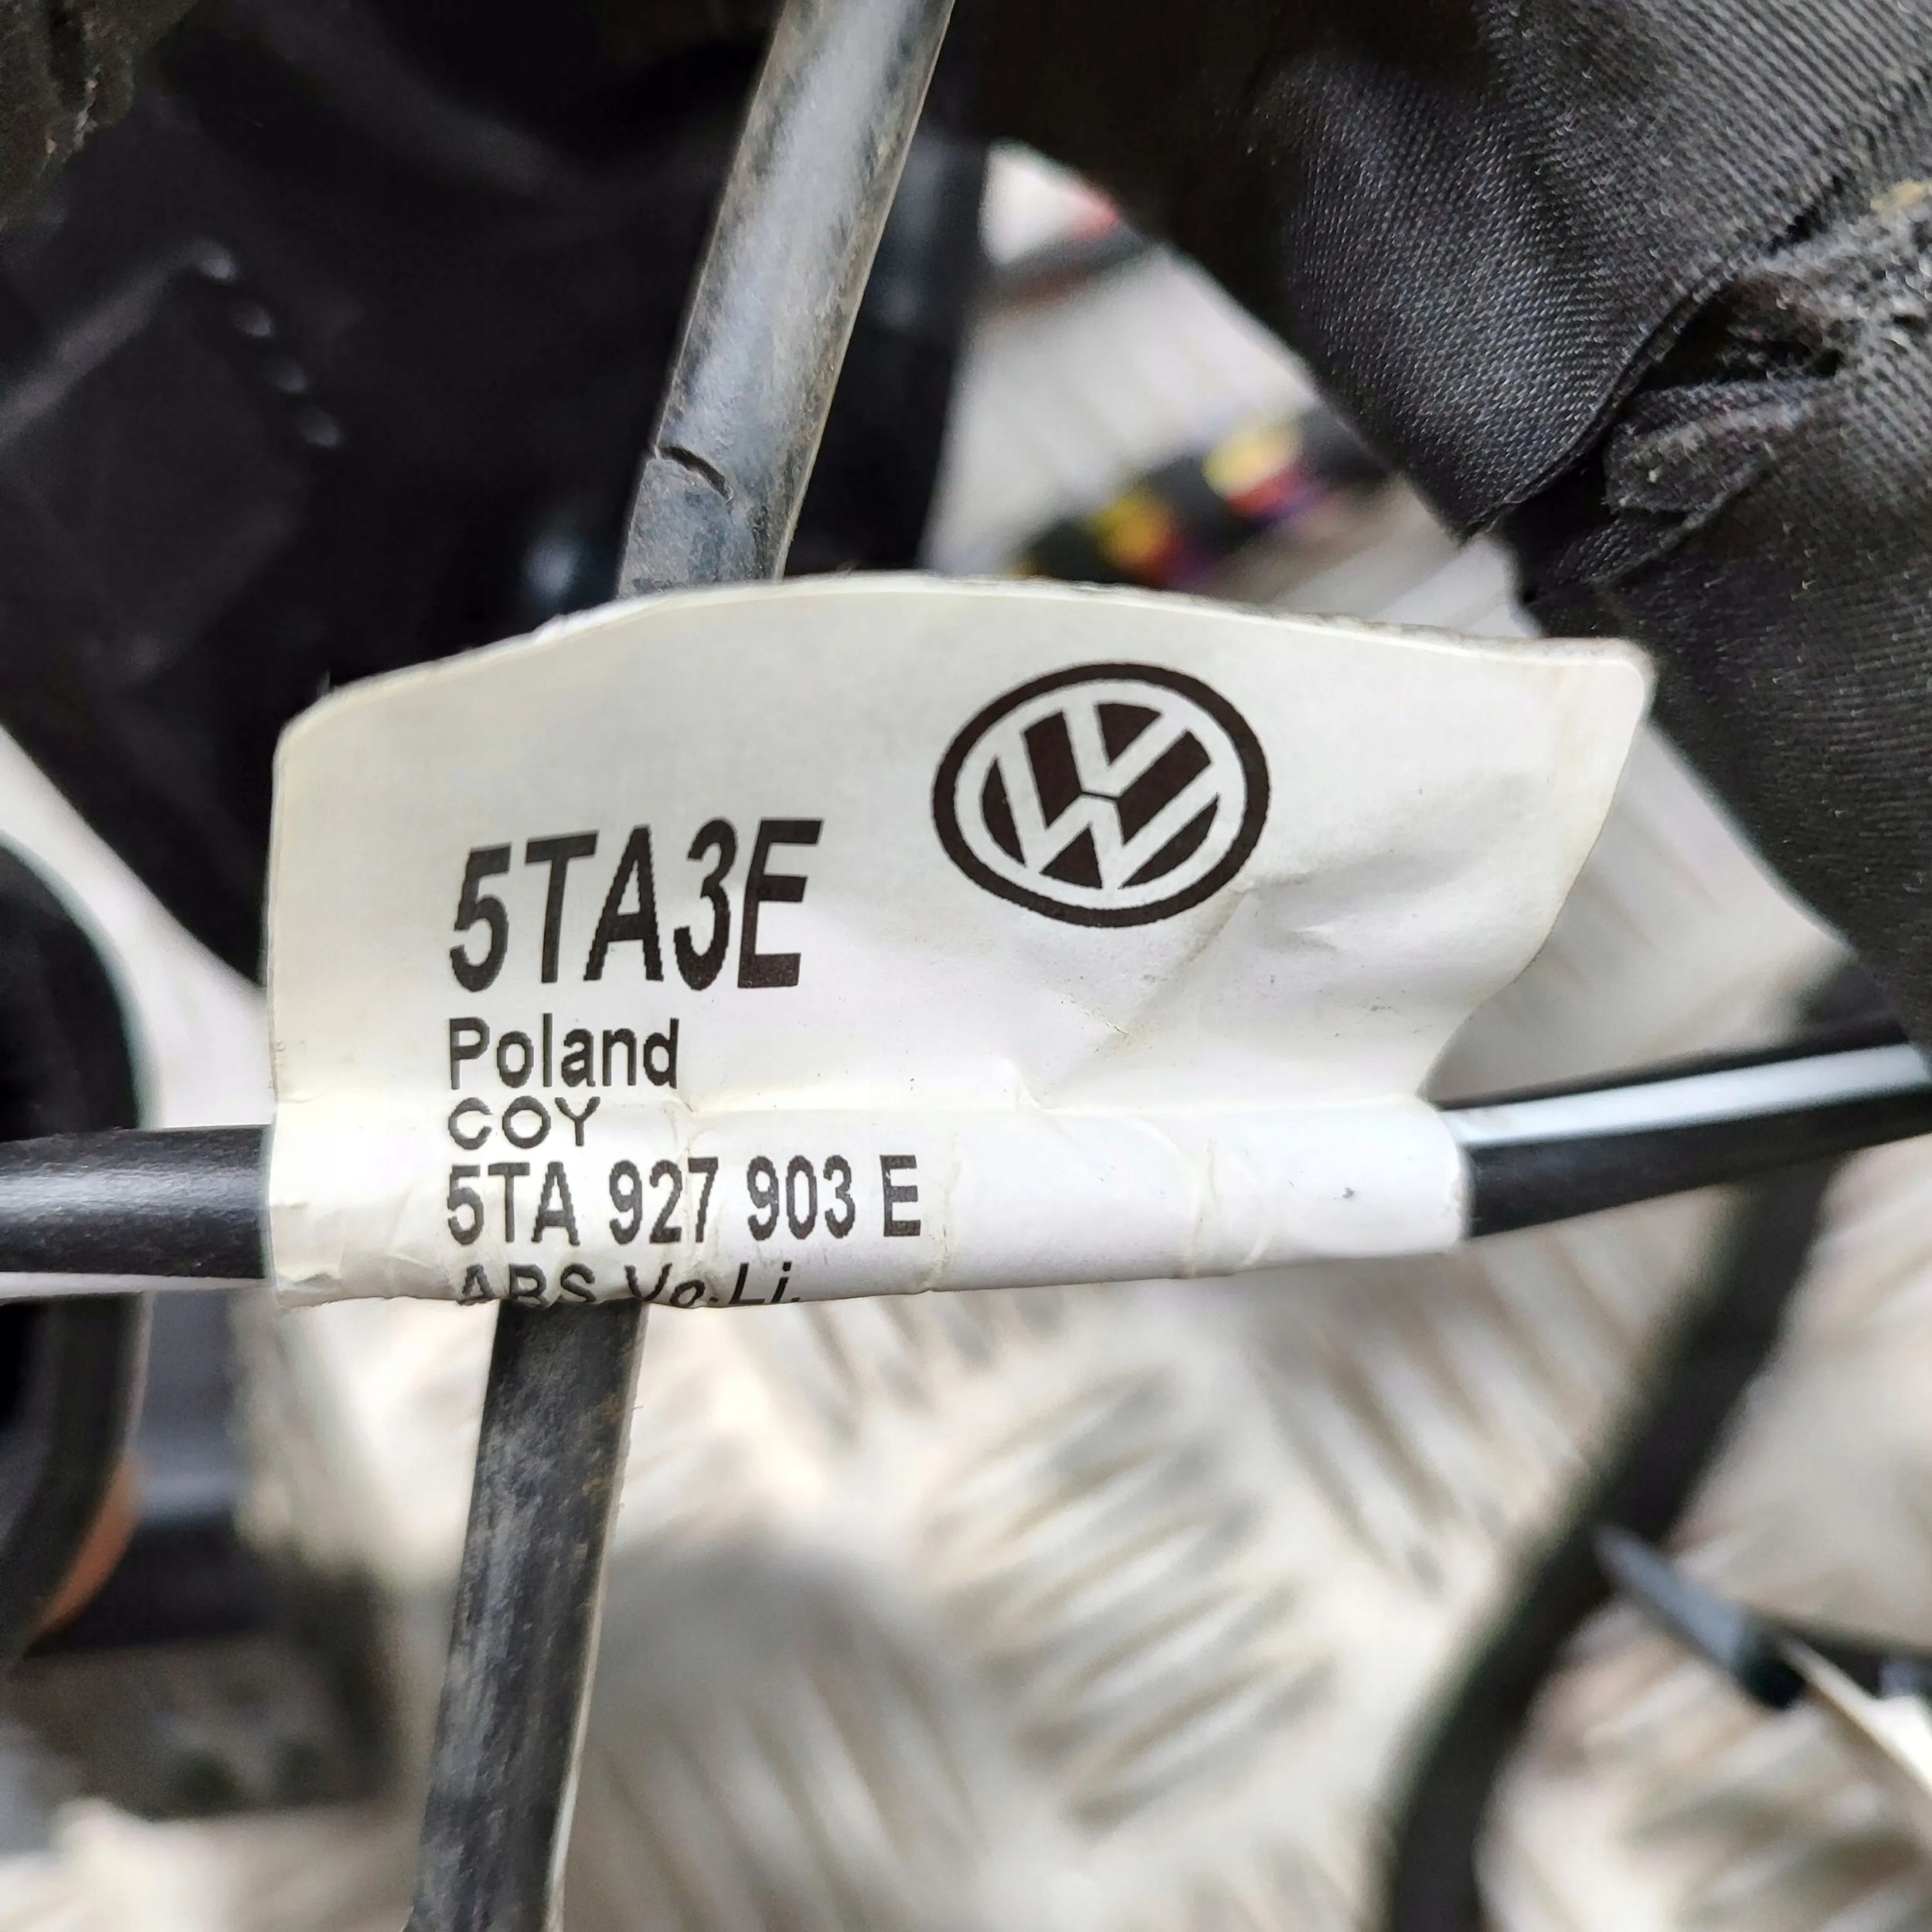 5TA3E
Poland
COY
5TA 927 903 E
ABS Vo.Li.